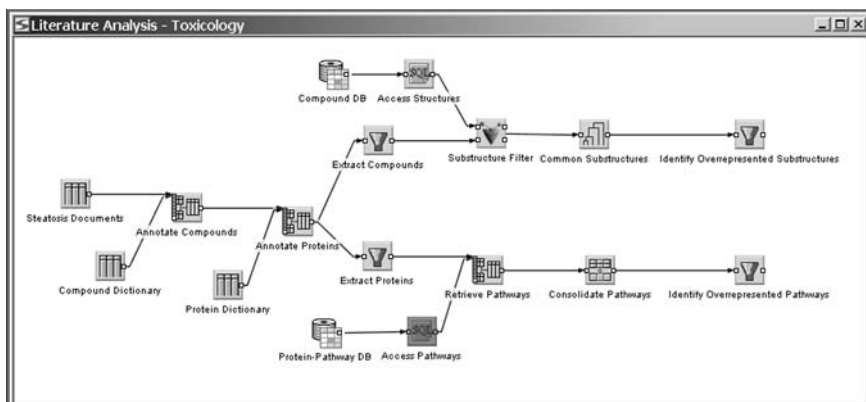 Literature Analysis - Toxicology
Compound DB
SQL
Access Structures
Extract Compounds
Substructure Filter
Common Substructures
Identify Overrepresented Substructures
Steatosis Documents
Annotate Compounds
Annotate Proteins
Compound Dictionary
Protein Dictionary
Extract Proteins
Retrieve Pathways
Consolidate Pathways
Identify Overrepresented Pathways
Protein-Pathway DB
SQL
Access Pathways